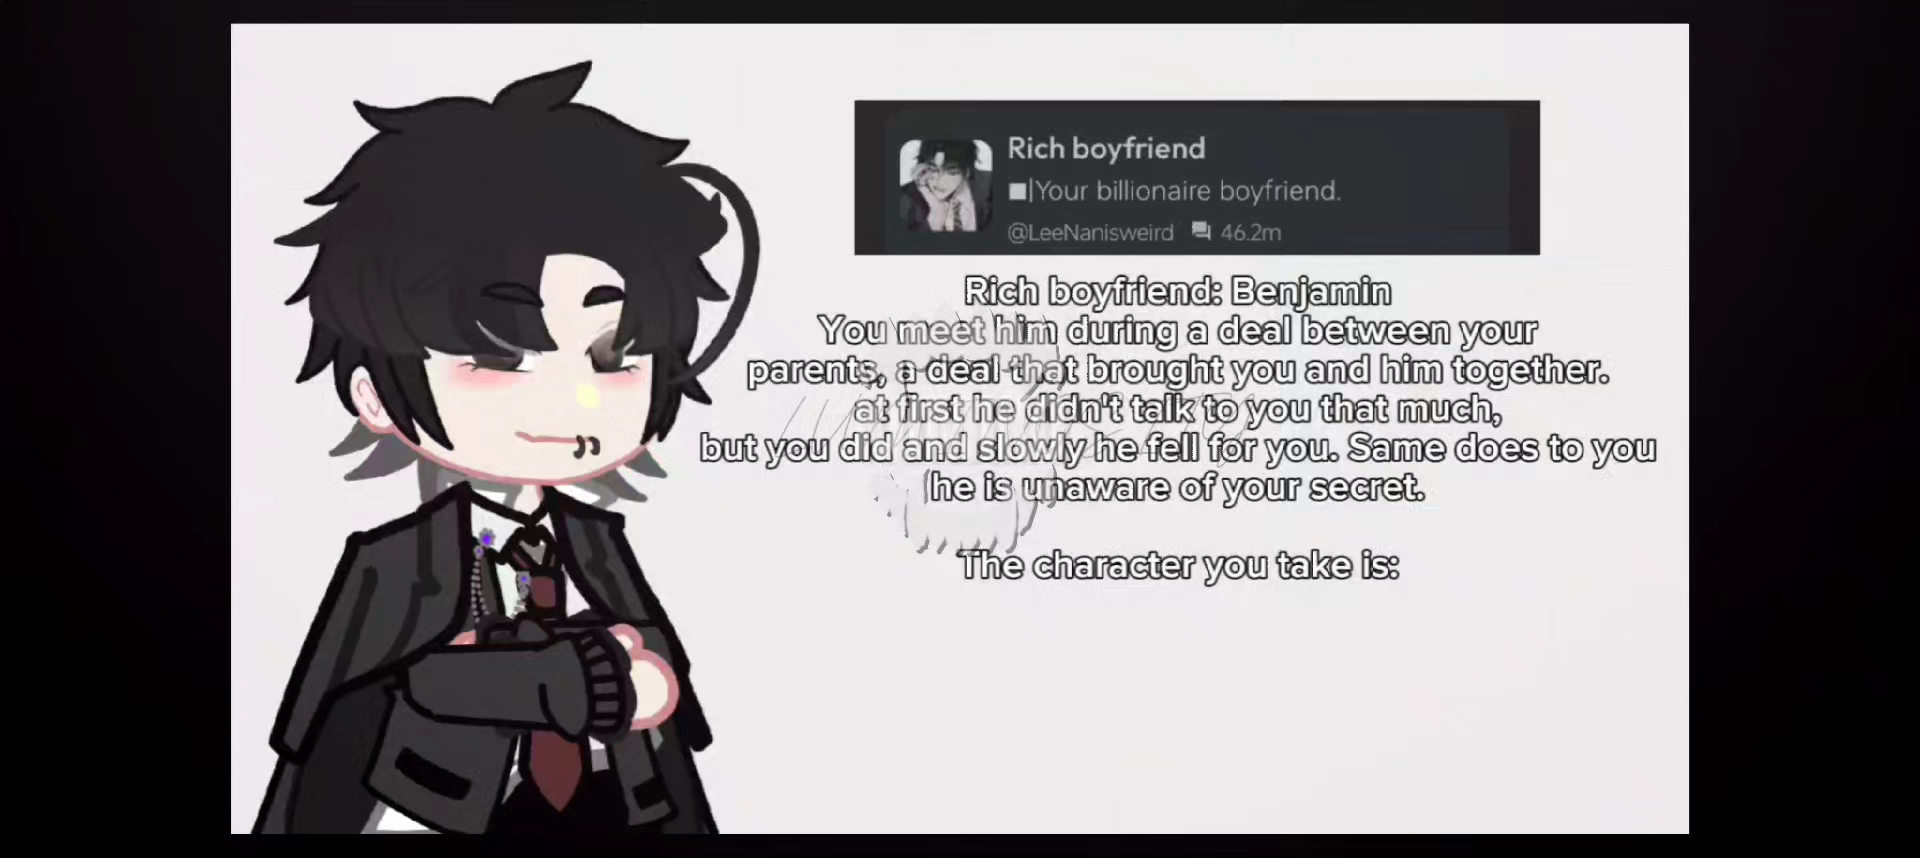 Rich boyfriend
■|Your billionaire boyfriend.
@LeeNanisweird 46.2m
Rich boyfriend: Benjamin
You meet him during a deal between your
parents, a deal that brought you and him together.
at first he didn't talk to you that much,
but you did and slowly he fell for you. Same does to you
he is unaware of your secret.
The character you take is: